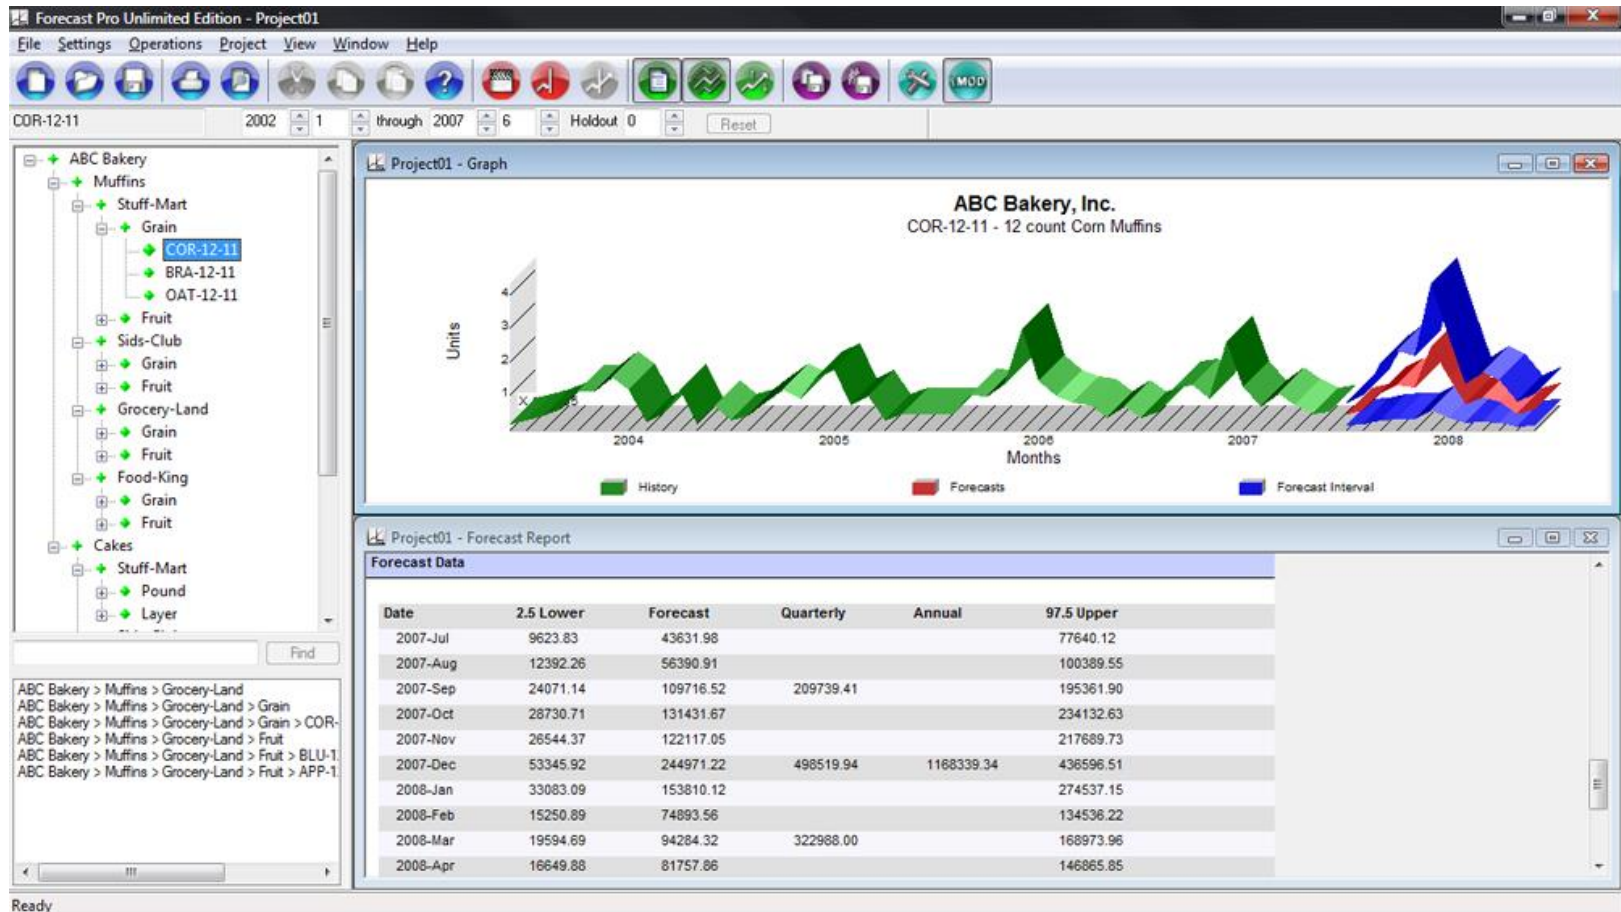 Forecast Pro Unlimited Edition - Project01
File Settings Operations Project View Window Help
iMOD
COR-12-11 2002 1 through 2007 6 Holdout 0 Reset
ABC Bakery
Muffins
Stuff-Mart
Grain
COR-12-11
BRA-12-11
OAT-12-11
Fruit
Sids-Club
Grain
Fruit
Grocery-Land
Grain
Fruit
Food-King
Grain
Fruit
Cakes
Stuff-Mart
Pound
Layer
Find
ABC Bakery > Muffins > Grocery-Land
ABC Bakery > Muffins > Grocery-Land > Grain
ABC Bakery > Muffins > Grocery-Land > Grain > COR-
ABC Bakery > Muffins > Grocery-Land > Fruit
ABC Bakery > Muffins > Grocery-Land > Fruit > BLU-1
ABC Bakery > Muffins > Grocery-Land > Fruit > APP-1
Project01 - Graph
ABC Bakery, Inc.
COR-12-11 - 12 count Corn Muffins
Units
4
3
2
1
X
2004 2005 2006 2007 2008
Months
History Forecasts Forecast Interval
Project01 - Forecast Report
Forecast Data
Date 2.5 Lower Forecast Quarterly Annual 97.5 Upper
2007-Jul 9623.83 43631.98 77640.12
2007-Aug 12392.26 56390.91 100389.55
2007-Sep 24071.14 109716.52 209739.41 195361.90
2007-Oct 28730.71 131431.67 234132.63
2007-Nov 26544.37 122117.05 217689.73
2007-Dec 53345.92 244971.22 498519.94 1168339.34 436596.51
2008-Jan 33083.09 153810.12 274537.15
2008-Feb 15250.89 74893.56 134536.22
2008-Mar 19594.69 94284.32 322988.00 168973.96
2008-Apr 16649.88 81757.86 146865.85
Ready